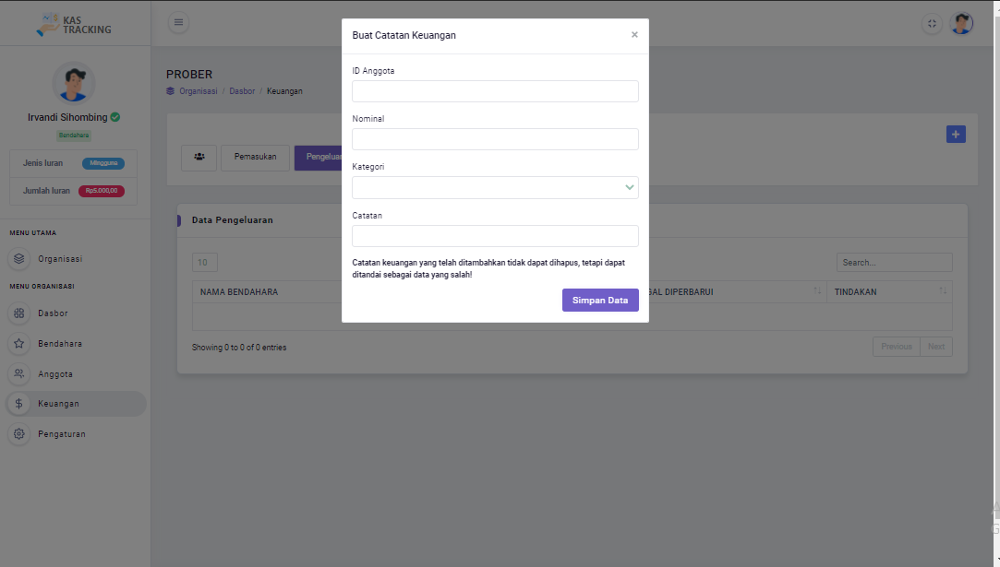 KAS
TRACKING
Irvandi Sihombing
Bendahara
Jenis Iuran
Mingguna
Jumlah Iuran
Rp5.000,00
MENU UTAMA
Organisasi
MENU ORGANISASI
Dasbor
Bendahara
Anggota
Keuangan
Pengaturan
PROBER
Organisasi / Dasbor / Keuangan
Pemasukan
Pengeluar
+
Data Pengeluaran
10
Search...
NAMA BENDAHARA
GAL DIPERBARUI
TINDAKAN
Showing 0 to 0 of 0 entries
Previous
Next
Buat Catatan Keuangan
×
ID Anggota
Nominal
Kategori
Catatan
Catatan keuangan yang telah ditambahkan tidak dapat dihapus, tetapi dapat
ditandai sebagai data yang salah!
Simpan Data
A
G